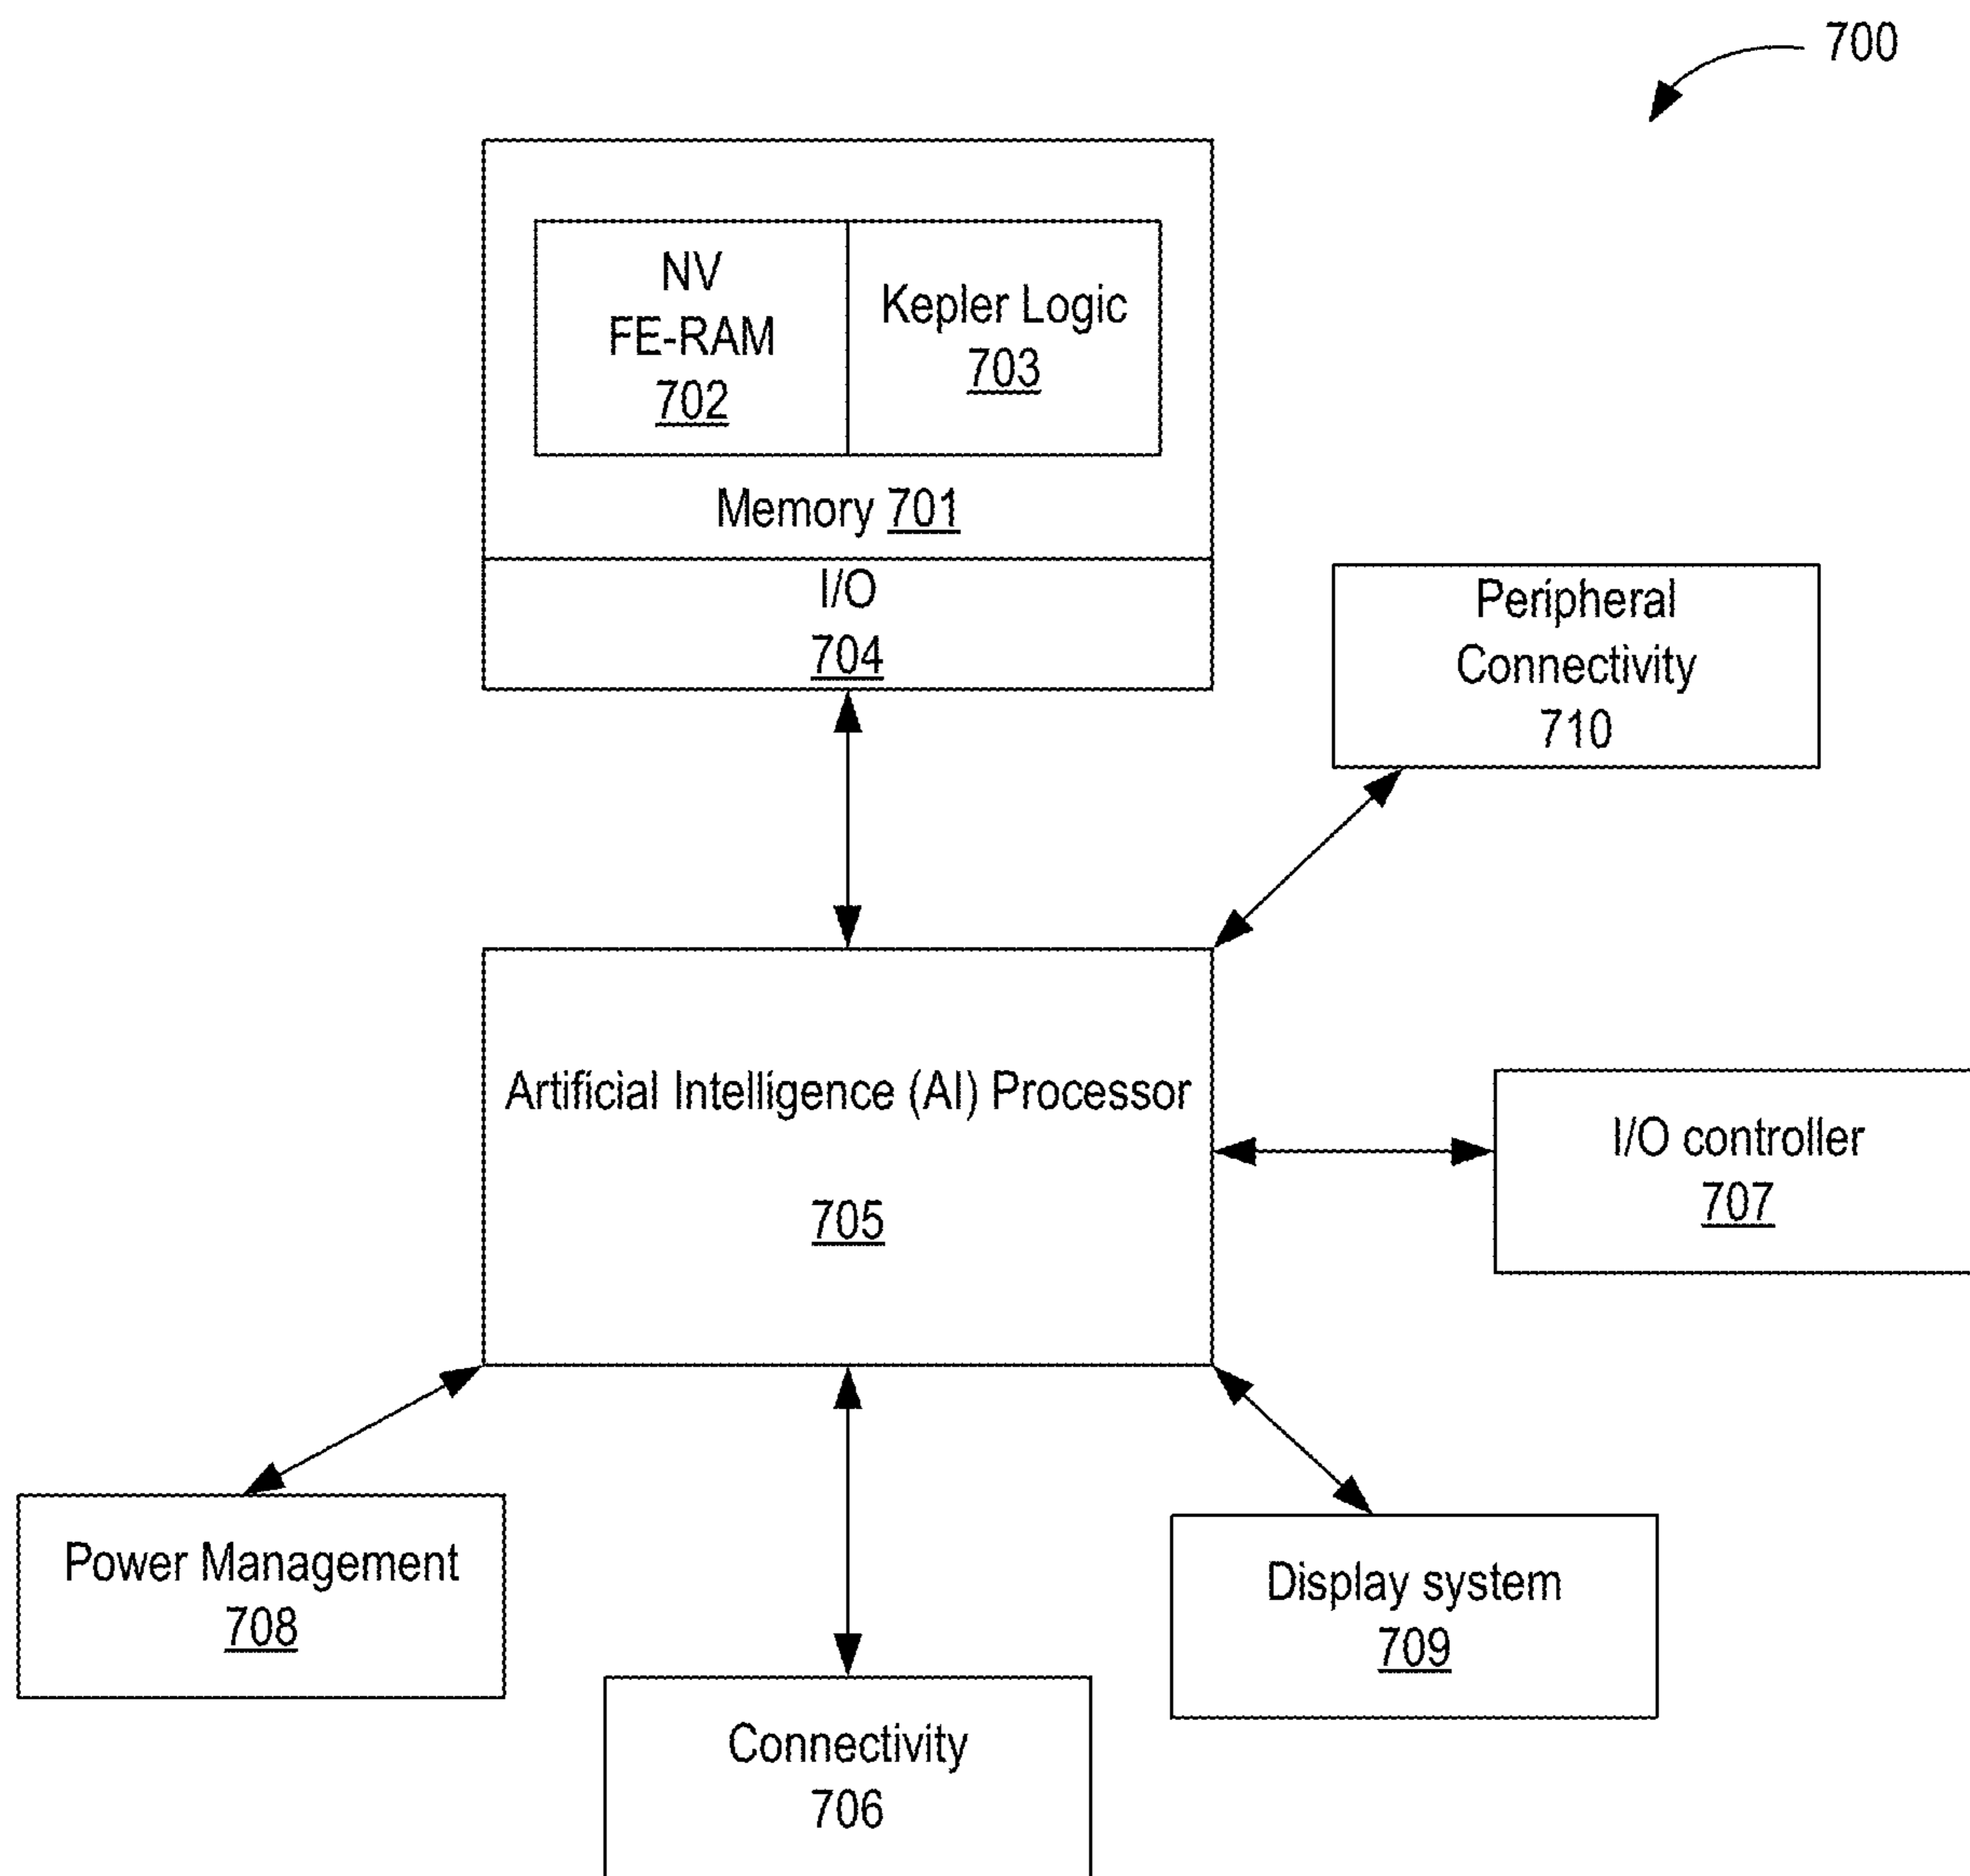 700
NV
FE-RAM
702
Kepler Logic
703
Memory 701
I/O
704
Peripheral
Connectivity
710
Artificial Intelligence (AI) Processor
705
I/O controller
707
Power Management
708
Display system
709
Connectivity
706